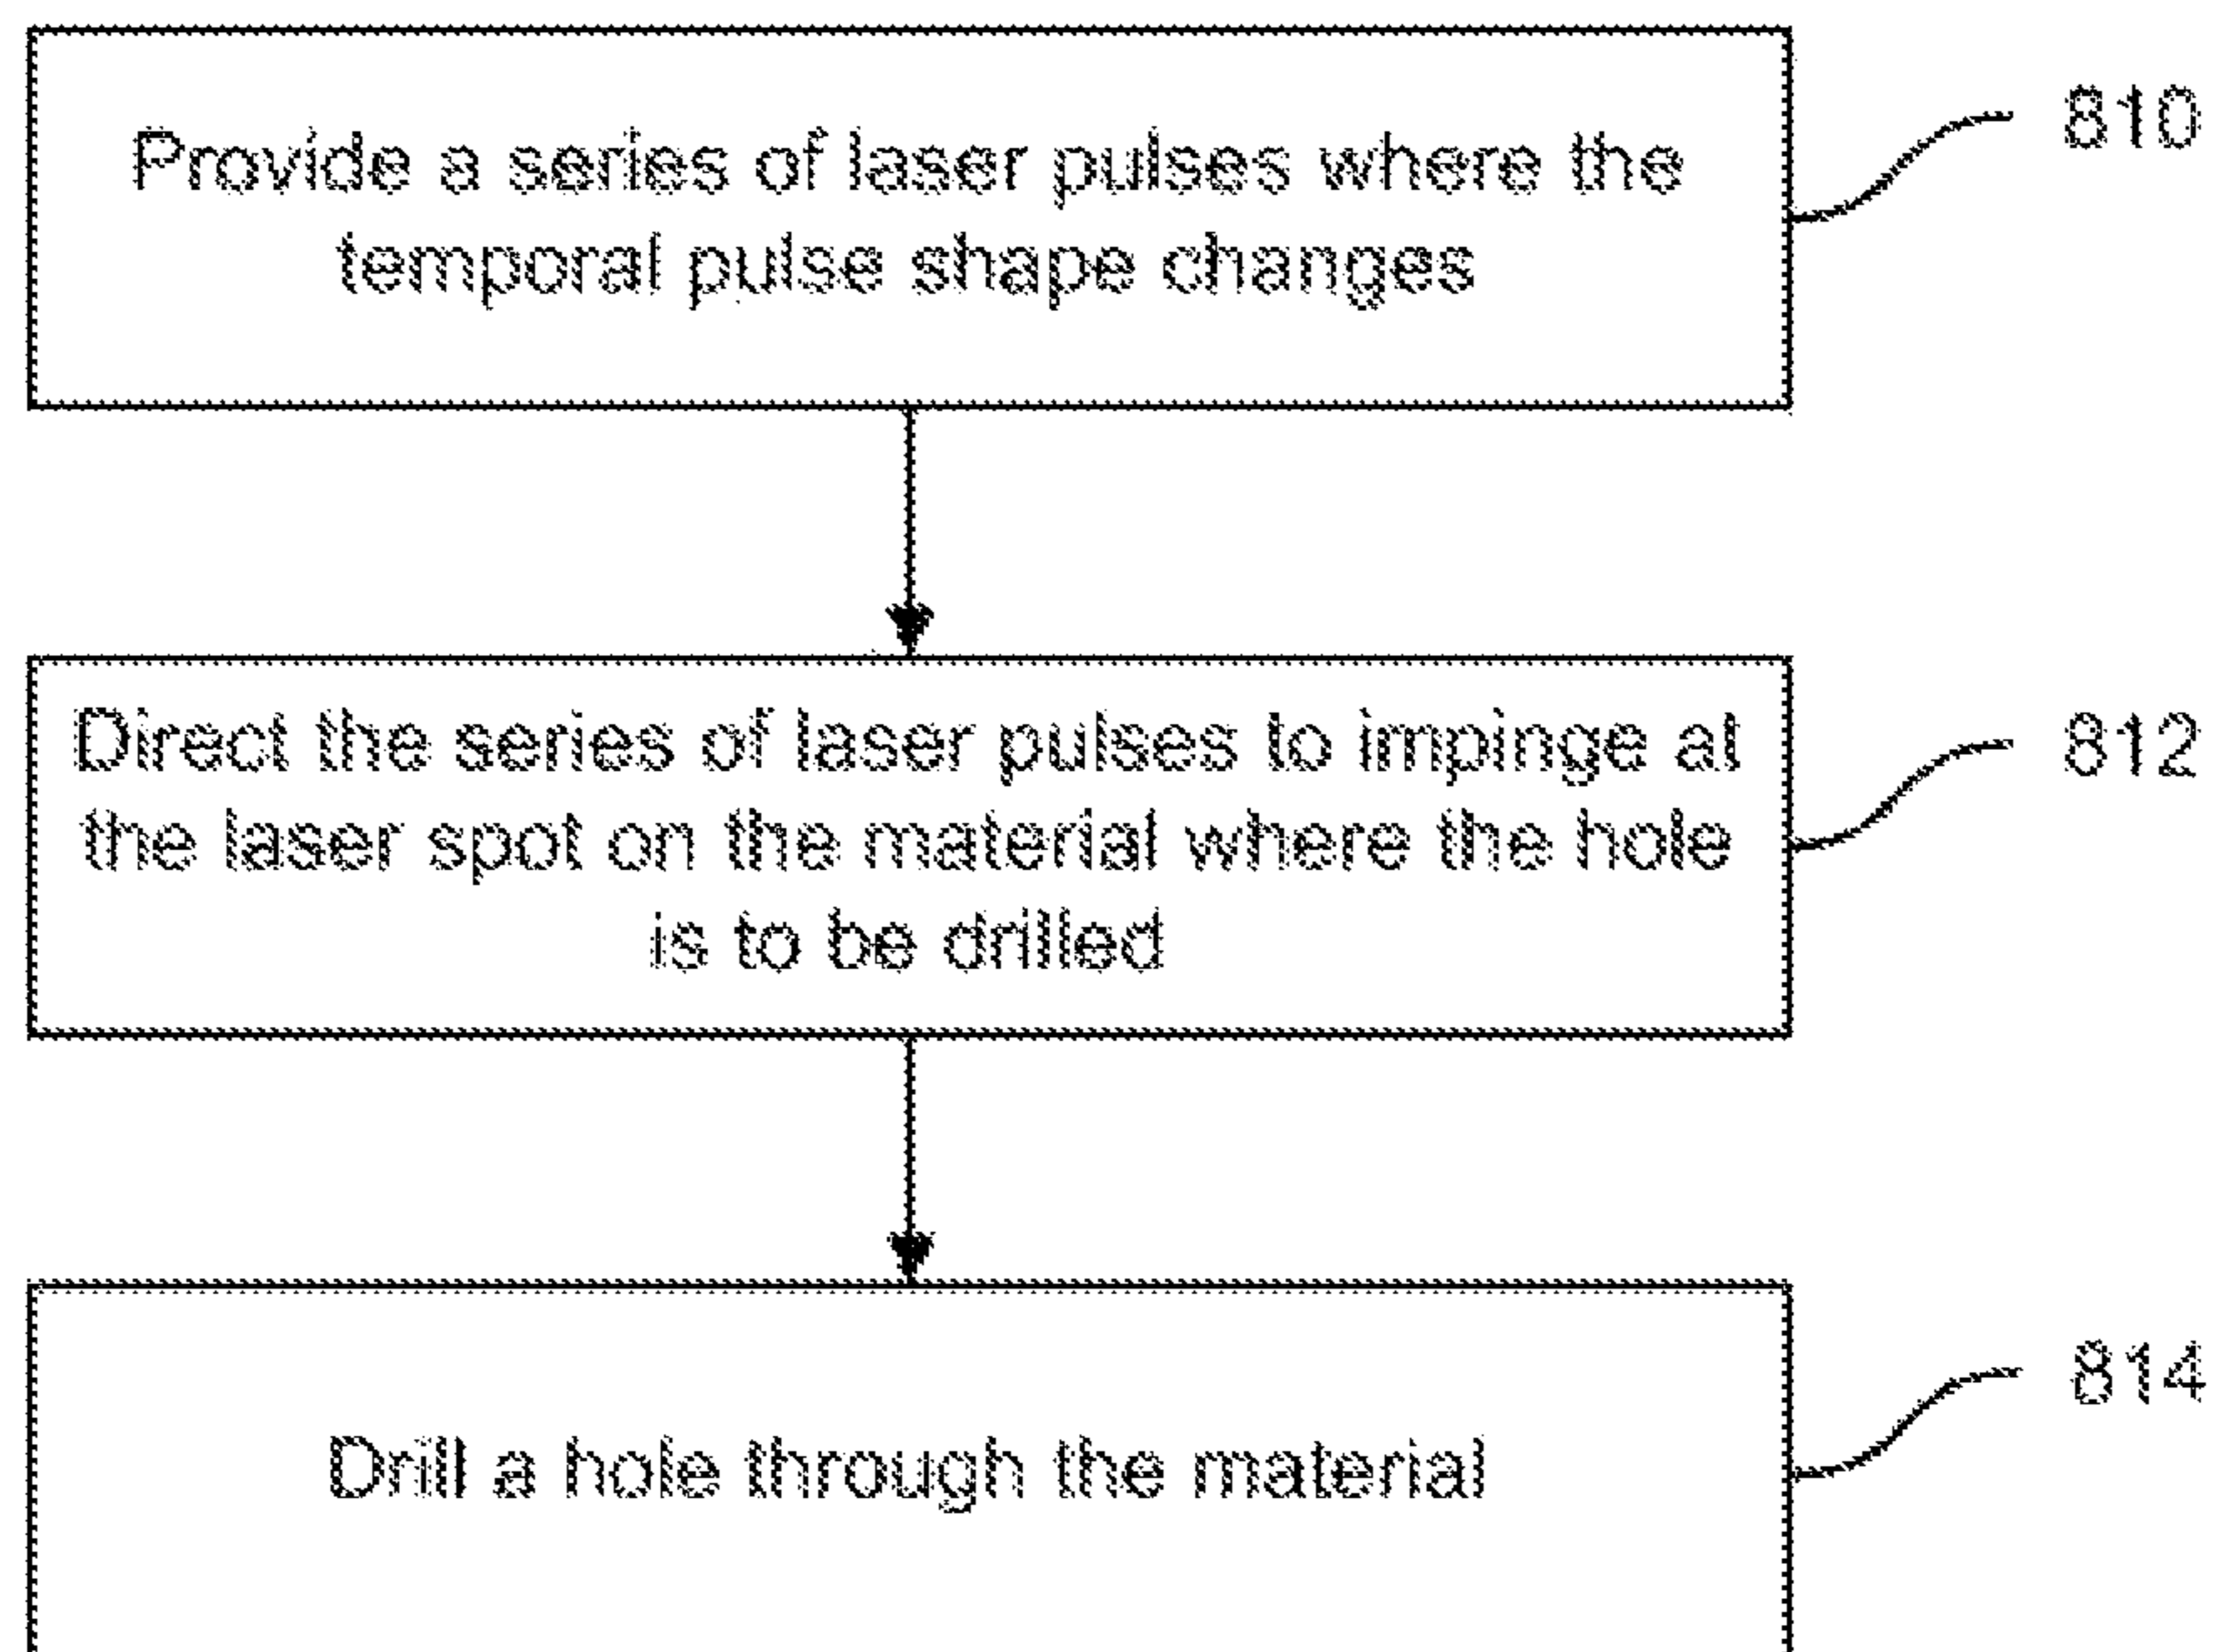 Provide a series of laser pulses where the
temporal pulse shape changes
810
Direct the series of laser pulses to impinge at
the laser spot on the material where the hole
is to be drilled
812
Drill a hole through the material
814